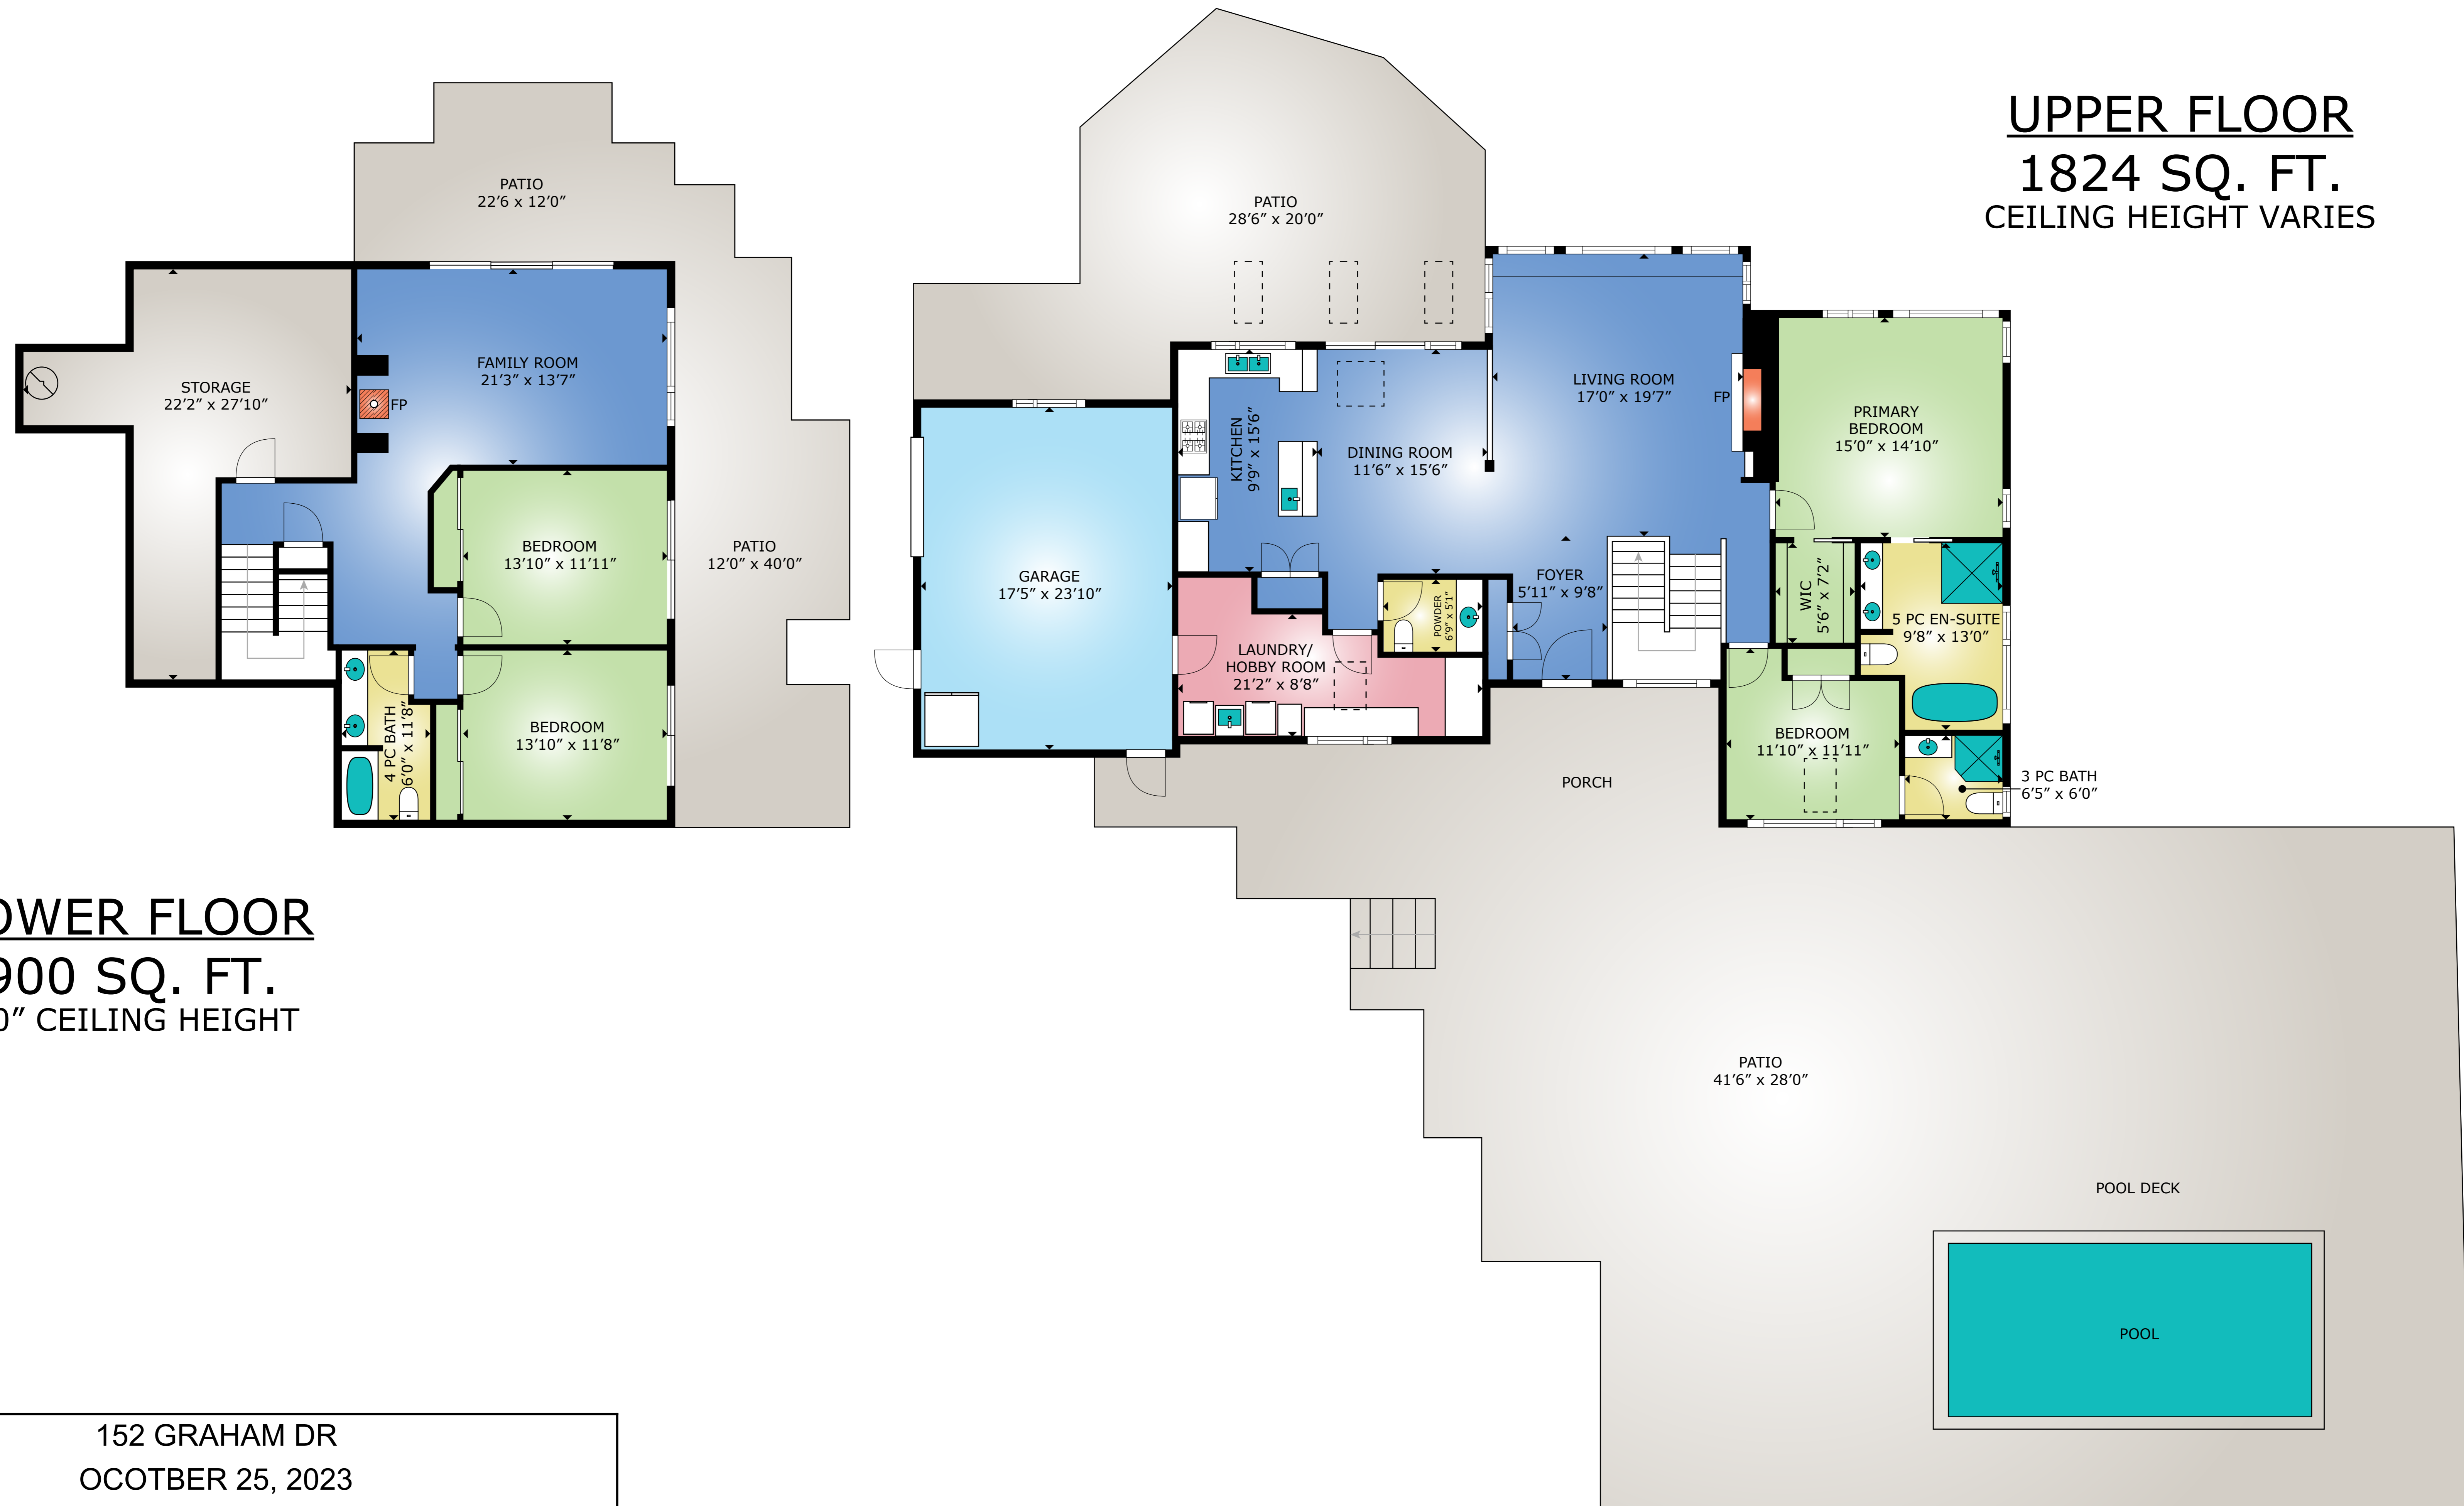 UPPER FLOOR
1824 SQ. FT.
CEILING HEIGHT VARIES
PATIO
22'6 x 12'0"
STORAGE
22'2" x 27'10"
FAMILY ROOM
21'3" x 13'7"
FP
BEDROOM
13'10" x 11'11"
PATIO
12'0" x 40'0"
4 PC BATH
6'0" x 11'8"
BEDROOM
13'10" x 11'8"
PATIO
28'6" x 20'0"
KITCHEN
9'9" x 15'6"
DINING ROOM
11'6" x 15'6"
LIVING ROOM
17'0" x 19'7"
FP
PRIMARY
BEDROOM
15'0" x 14'10"
GARAGE
17'5" x 23'10"
FOYER
5'11" x 9'8"
POWDER
6'9" x 5'1"
WIC
5'6" x 7'2"
5 PC EN-SUITE
9'8" x 13'0"
LAUNDRY/
HOBBY ROOM
21'2" x 8'8"
BEDROOM
11'10" x 11'11"
3 PC BATH
6'5" x 6'0"
PORCH
OWER FLOOR
900 SQ. FT.
0" CEILING HEIGHT
PATIO
41'6" x 28'0"
POOL DECK
POOL
152 GRAHAM DR
OCOTBER 25, 2023